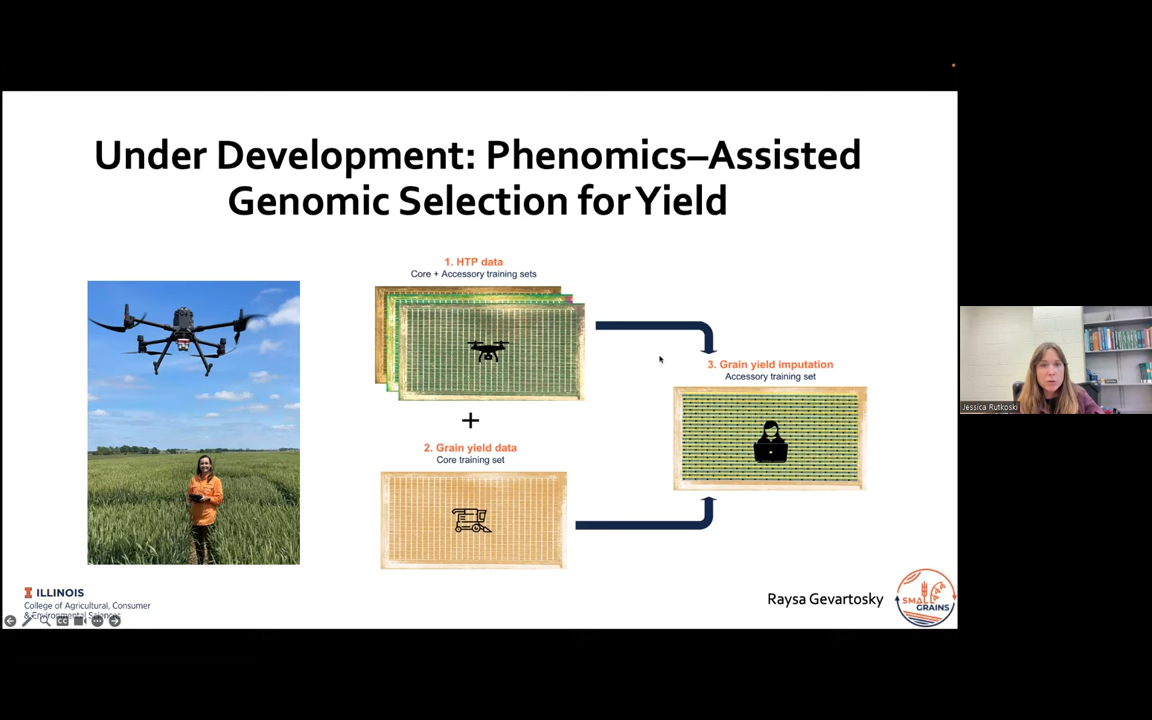 Under Development: Phenomics–Assisted
Genomic Selection for Yield
1. HTP data
Core + Accessory training sets
+
2. Grain yield data
Core training set
3. Grain yield imputation
Accessory training set
Jessica Rutkoski
I ILLINOIS
College of Agricultural, Consumer
& Environmental Sciences
CC
Raysa Gevartosky
SMALL
GRAINS